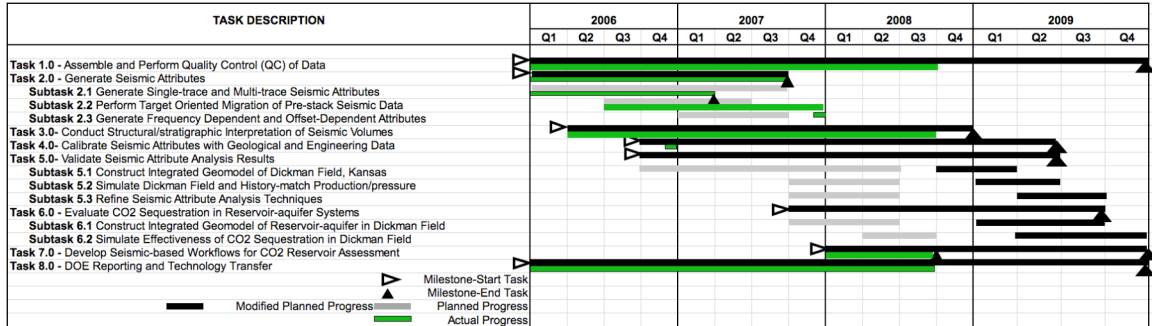 TASK DESCRIPTION 2006 2007 2008 2009
Q1 Q2 Q3 Q4 Q1 Q2 Q3 Q4 Q1 Q2 Q3 Q4 Q1 Q2 Q3 Q4
Task 1.0 - Assemble and Perform Quality Control (QC) of Data
Task 2.0 - Generate Seismic Attributes
Subtask 2.1 Generate Single-trace and Multi-trace Seismic Attributes
Subtask 2.2 Perform Target Oriented Migration of Pre-stack Seismic Data
Subtask 2.3 Generate Frequency Dependent and Offset-Dependent Attributes
Task 3.0- Conduct Structural/stratigraphic Interpretation of Seismic Volumes
Task 4.0- Calibrate Seismic Attributes with Geological and Engineering Data
Task 5.0- Validate Seismic Attribute Analysis Results
Subtask 5.1 Construct Integrated Geomodel of Dickman Field, Kansas
Subtask 5.2 Simulate Dickman Field and History-match Production/pressure
Subtask 5.3 Refine Seismic Attribute Analysis Techniques
Task 6.0 - Evaluate CO2 Sequestration in Reservoir-aquifer Systems
Subtask 6.1 Construct Integrated Geomodel of Reservoir-aquifer in Dickman Field
Subtask 6.2 Simulate Effectiveness of CO2 Sequestration in Dickman Field
Task 7.0 - Develop Seismic-based Workflows for CO2 Reservoir Assessment
Task 8.0 - DOE Reporting and Technology Transfer
Milestone-Start Task
Milestone-End Task
Modified Planned Progress Planned Progress
Actual Progress